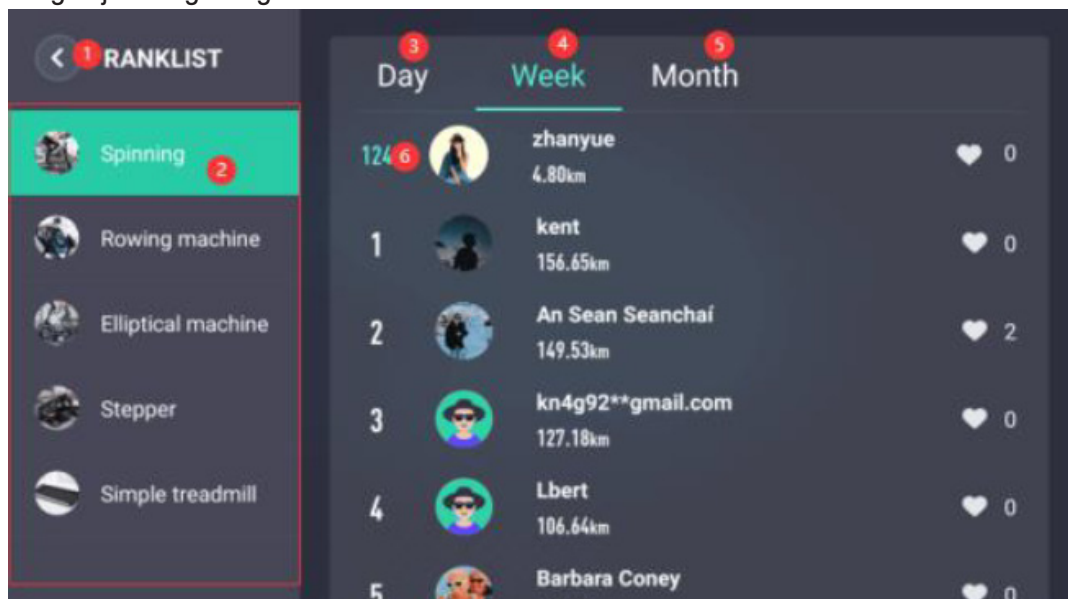 1 RANKLIST
2
Spinning
Rowing machine
Elliptical machine
Stepper
Simple treadmill
3 4 5
Day Week Month
124 6 zhanyue 0
4.80km
1 kent 0
156.65km
2 An Sean Seanchaí 2
149.53km
3 kn4g92**gmail.com 0
127.18km
4 Lbert 0
106.64km
5 Barbara Coney 0